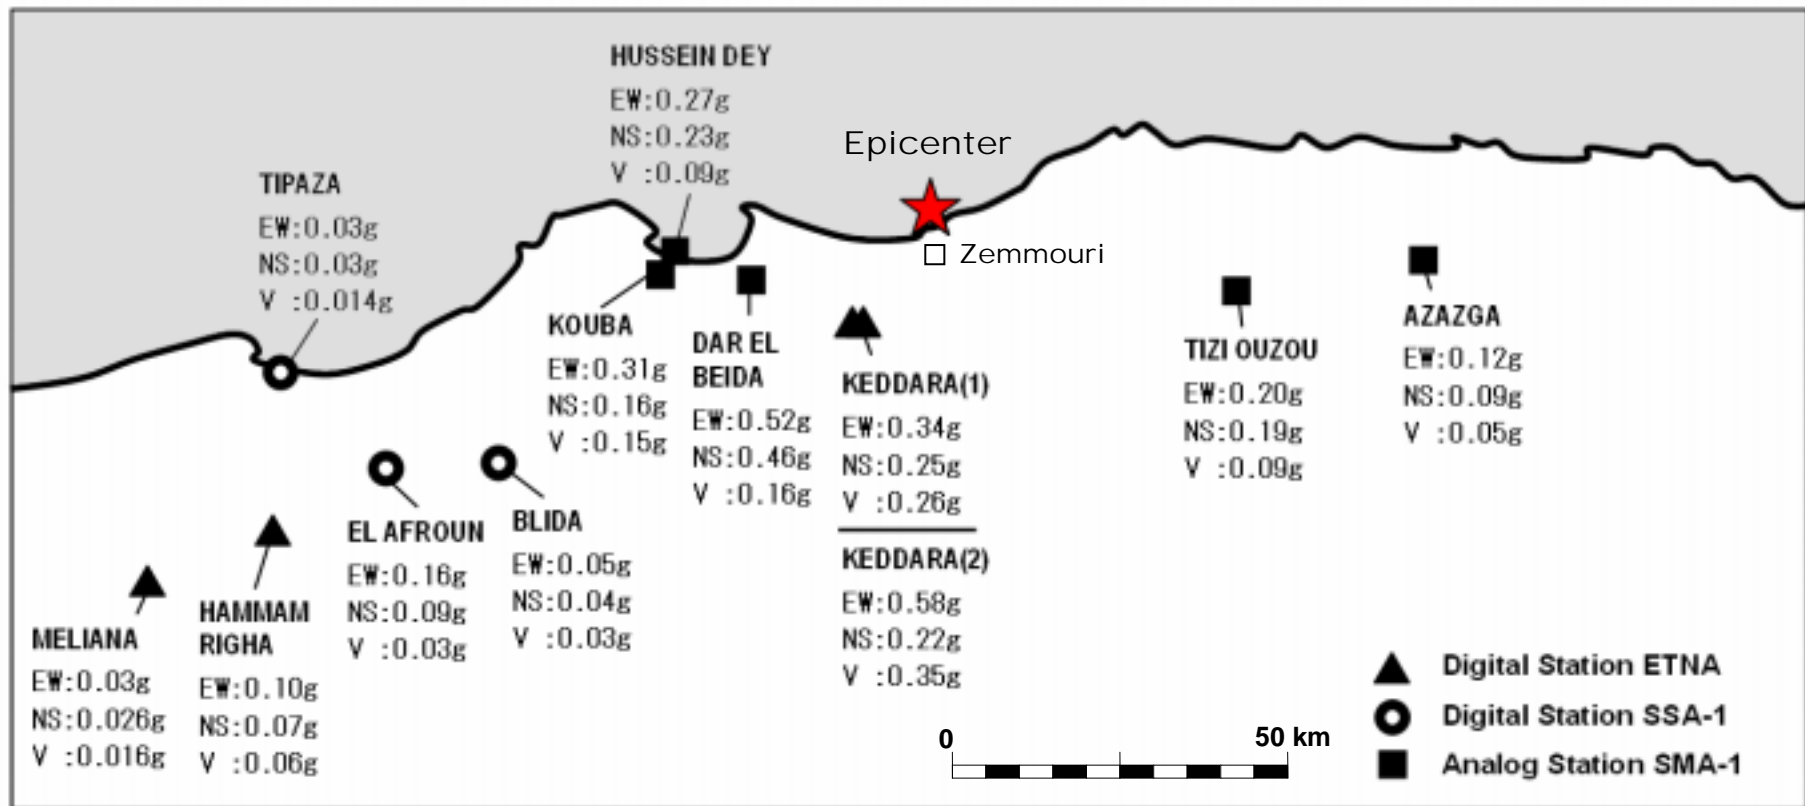 HUSSEIN DEY
EW:0.27g
NS:0.23g
V :0.09g
Epicenter
Zemmouri
TIPAZA
EW:0.03g
NS:0.03g
V :0.014g
KOUBA
EW:0.31g
NS:0.16g
V :0.15g
DAR EL
BEIDA
EW:0.52g
NS:0.46g
V :0.16g
KEDDARA(1)
EW:0.34g
NS:0.25g
V :0.26g
KEDDARA(2)
EW:0.58g
NS:0.22g
V :0.35g
TIZI OUZOU
EW:0.20g
NS:0.19g
V :0.09g
AZAZGA
EW:0.12g
NS:0.09g
V :0.05g
MELIANA
EW:0.03g
NS:0.026g
V :0.016g
HAMMAM
RIGHA
EW:0.10g
NS:0.07g
V :0.06g
EL AFROUN
EW:0.16g
NS:0.09g
V :0.03g
BLIDA
EW:0.05g
NS:0.04g
V :0.03g
0 50 km
Digital Station ETNA
Digital Station SSA-1
Analog Station SMA-1